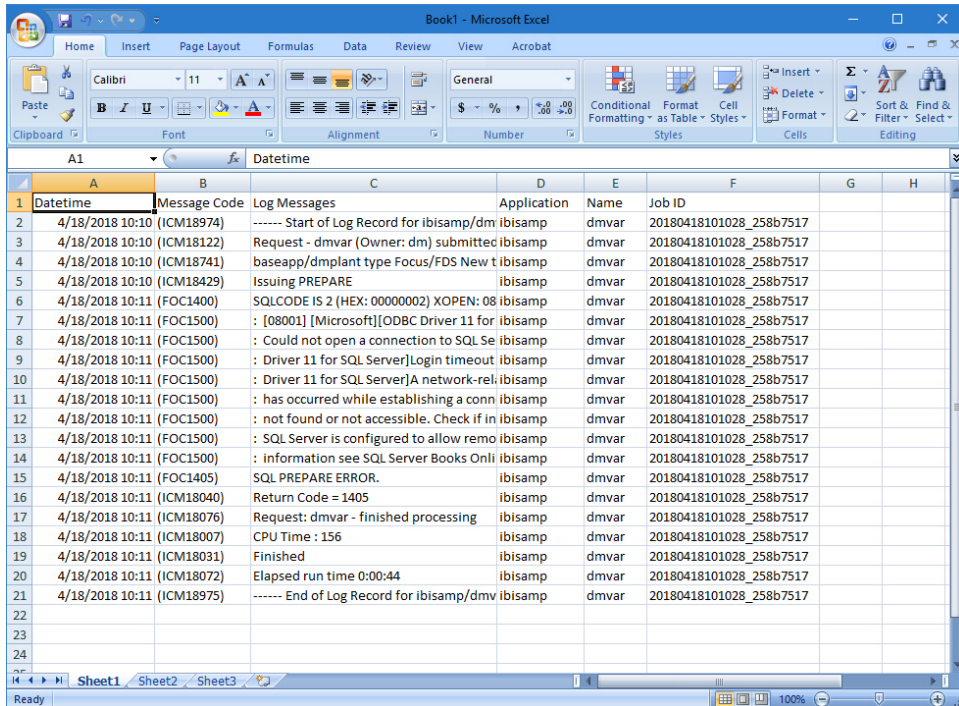 Book1 - Microsoft Excel
Home Insert Page Layout Formulas Data Review View Acrobat
Paste
Calibri 11 A A
B I U A
General
$ % , .0 .00 .00 .0
Conditional Formatting
Format as Table
Cell Styles
Insert
Delete
Format
Σ
Sort & Filter
Find & Select
Clipboard Font Alignment Number Styles Cells Editing
A1 fx Datetime
A B C D E F G H
1 Datetime Message Code Log Messages Application Name Job ID
2 4/18/2018 10:10 (ICM18974) ------ Start of Log Record for ibisamp/dm ibisamp dmvar 20180418101028_258b7517
3 4/18/2018 10:10 (ICM18122) Request - dmvar (Owner: dm) submitted ibisamp dmvar 20180418101028_258b7517
4 4/18/2018 10:10 (ICM18741) baseapp/dmplant type Focus/FDS New t ibisamp dmvar 20180418101028_258b7517
5 4/18/2018 10:10 (ICM18429) Issuing PREPARE ibisamp dmvar 20180418101028_258b7517
6 4/18/2018 10:11 (FOC1400) SQLCODE IS 2 (HEX: 00000002) XOPEN: 08 ibisamp dmvar 20180418101028_258b7517
7 4/18/2018 10:11 (FOC1500) : [08001] [Microsoft][ODBC Driver 11 for ibisamp dmvar 20180418101028_258b7517
8 4/18/2018 10:11 (FOC1500) : Could not open a connection to SQL Se ibisamp dmvar 20180418101028_258b7517
9 4/18/2018 10:11 (FOC1500) : Driver 11 for SQL Server]Login timeout ibisamp dmvar 20180418101028_258b7517
10 4/18/2018 10:11 (FOC1500) : Driver 11 for SQL Server]A network-rel ibisamp dmvar 20180418101028_258b7517
11 4/18/2018 10:11 (FOC1500) : has occurred while establishing a conn ibisamp dmvar 20180418101028_258b7517
12 4/18/2018 10:11 (FOC1500) : not found or not accessible. Check if in ibisamp dmvar 20180418101028_258b7517
13 4/18/2018 10:11 (FOC1500) : SQL Server is configured to allow remo ibisamp dmvar 20180418101028_258b7517
14 4/18/2018 10:11 (FOC1500) : information see SQL Server Books Onli ibisamp dmvar 20180418101028_258b7517
15 4/18/2018 10:11 (FOC1405) SQL PREPARE ERROR. ibisamp dmvar 20180418101028_258b7517
16 4/18/2018 10:11 (ICM18040) Return Code = 1405 ibisamp dmvar 20180418101028_258b7517
17 4/18/2018 10:11 (ICM18076) Request: dmvar - finished processing ibisamp dmvar 20180418101028_258b7517
18 4/18/2018 10:11 (ICM18007) CPU Time : 156 ibisamp dmvar 20180418101028_258b7517
19 4/18/2018 10:11 (ICM18031) Finished ibisamp dmvar 20180418101028_258b7517
20 4/18/2018 10:11 (ICM18072) Elapsed run time 0:00:44 ibisamp dmvar 20180418101028_258b7517
21 4/18/2018 10:11 (ICM18975) ------ End of Log Record for ibisamp/dmv ibisamp dmvar 20180418101028_258b7517
22
23
24
Sheet1 Sheet2 Sheet3
Ready 100%